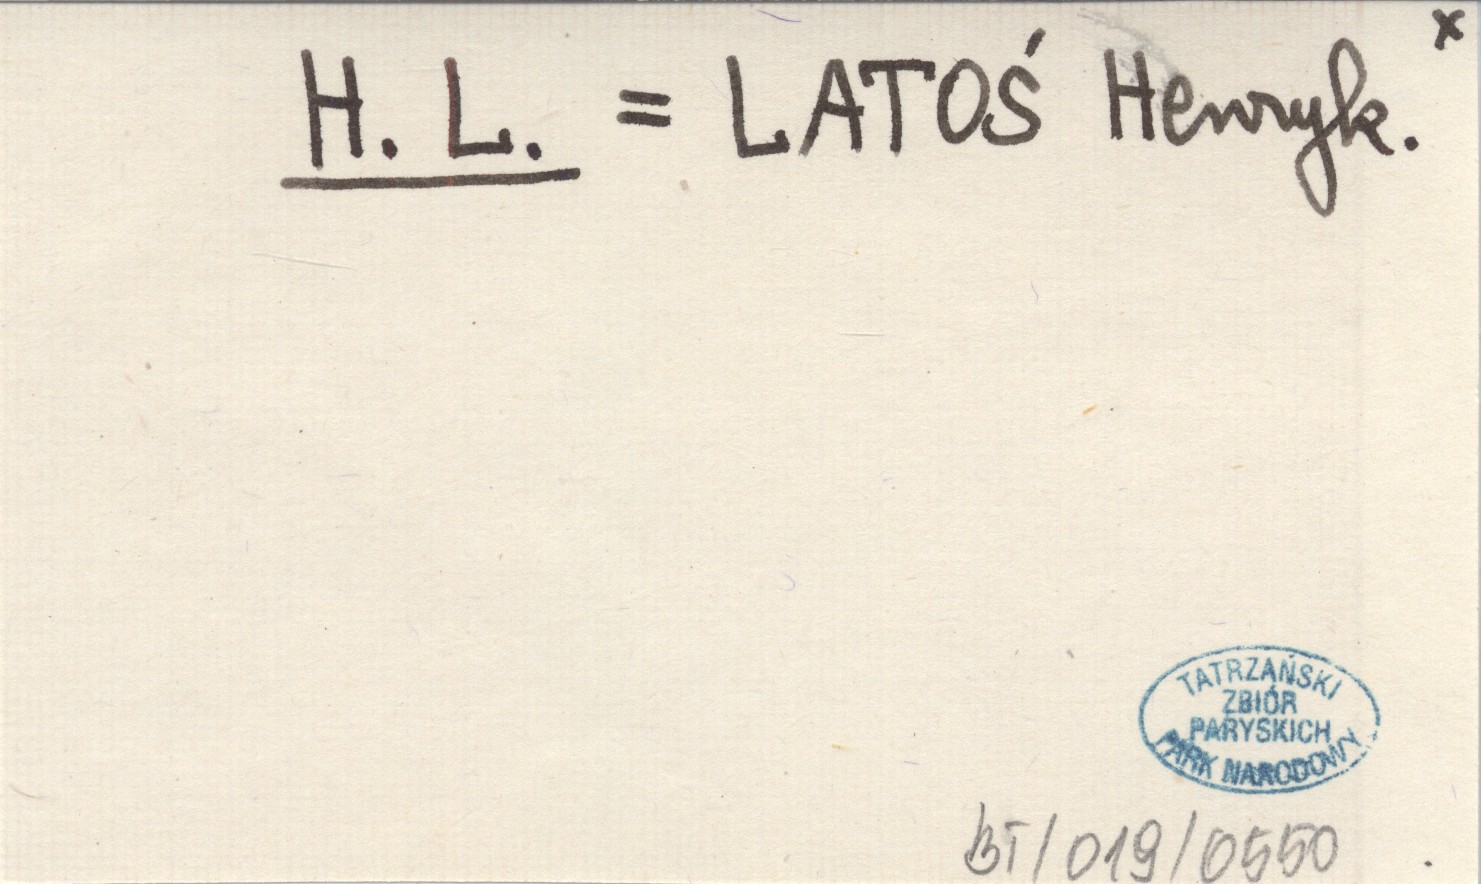 H. L. = LATOŚ Henryk. x
TATRZAŃSKI
ZBIÓR
PARYSKICH
PARK NARODOWY
BT/019/0550